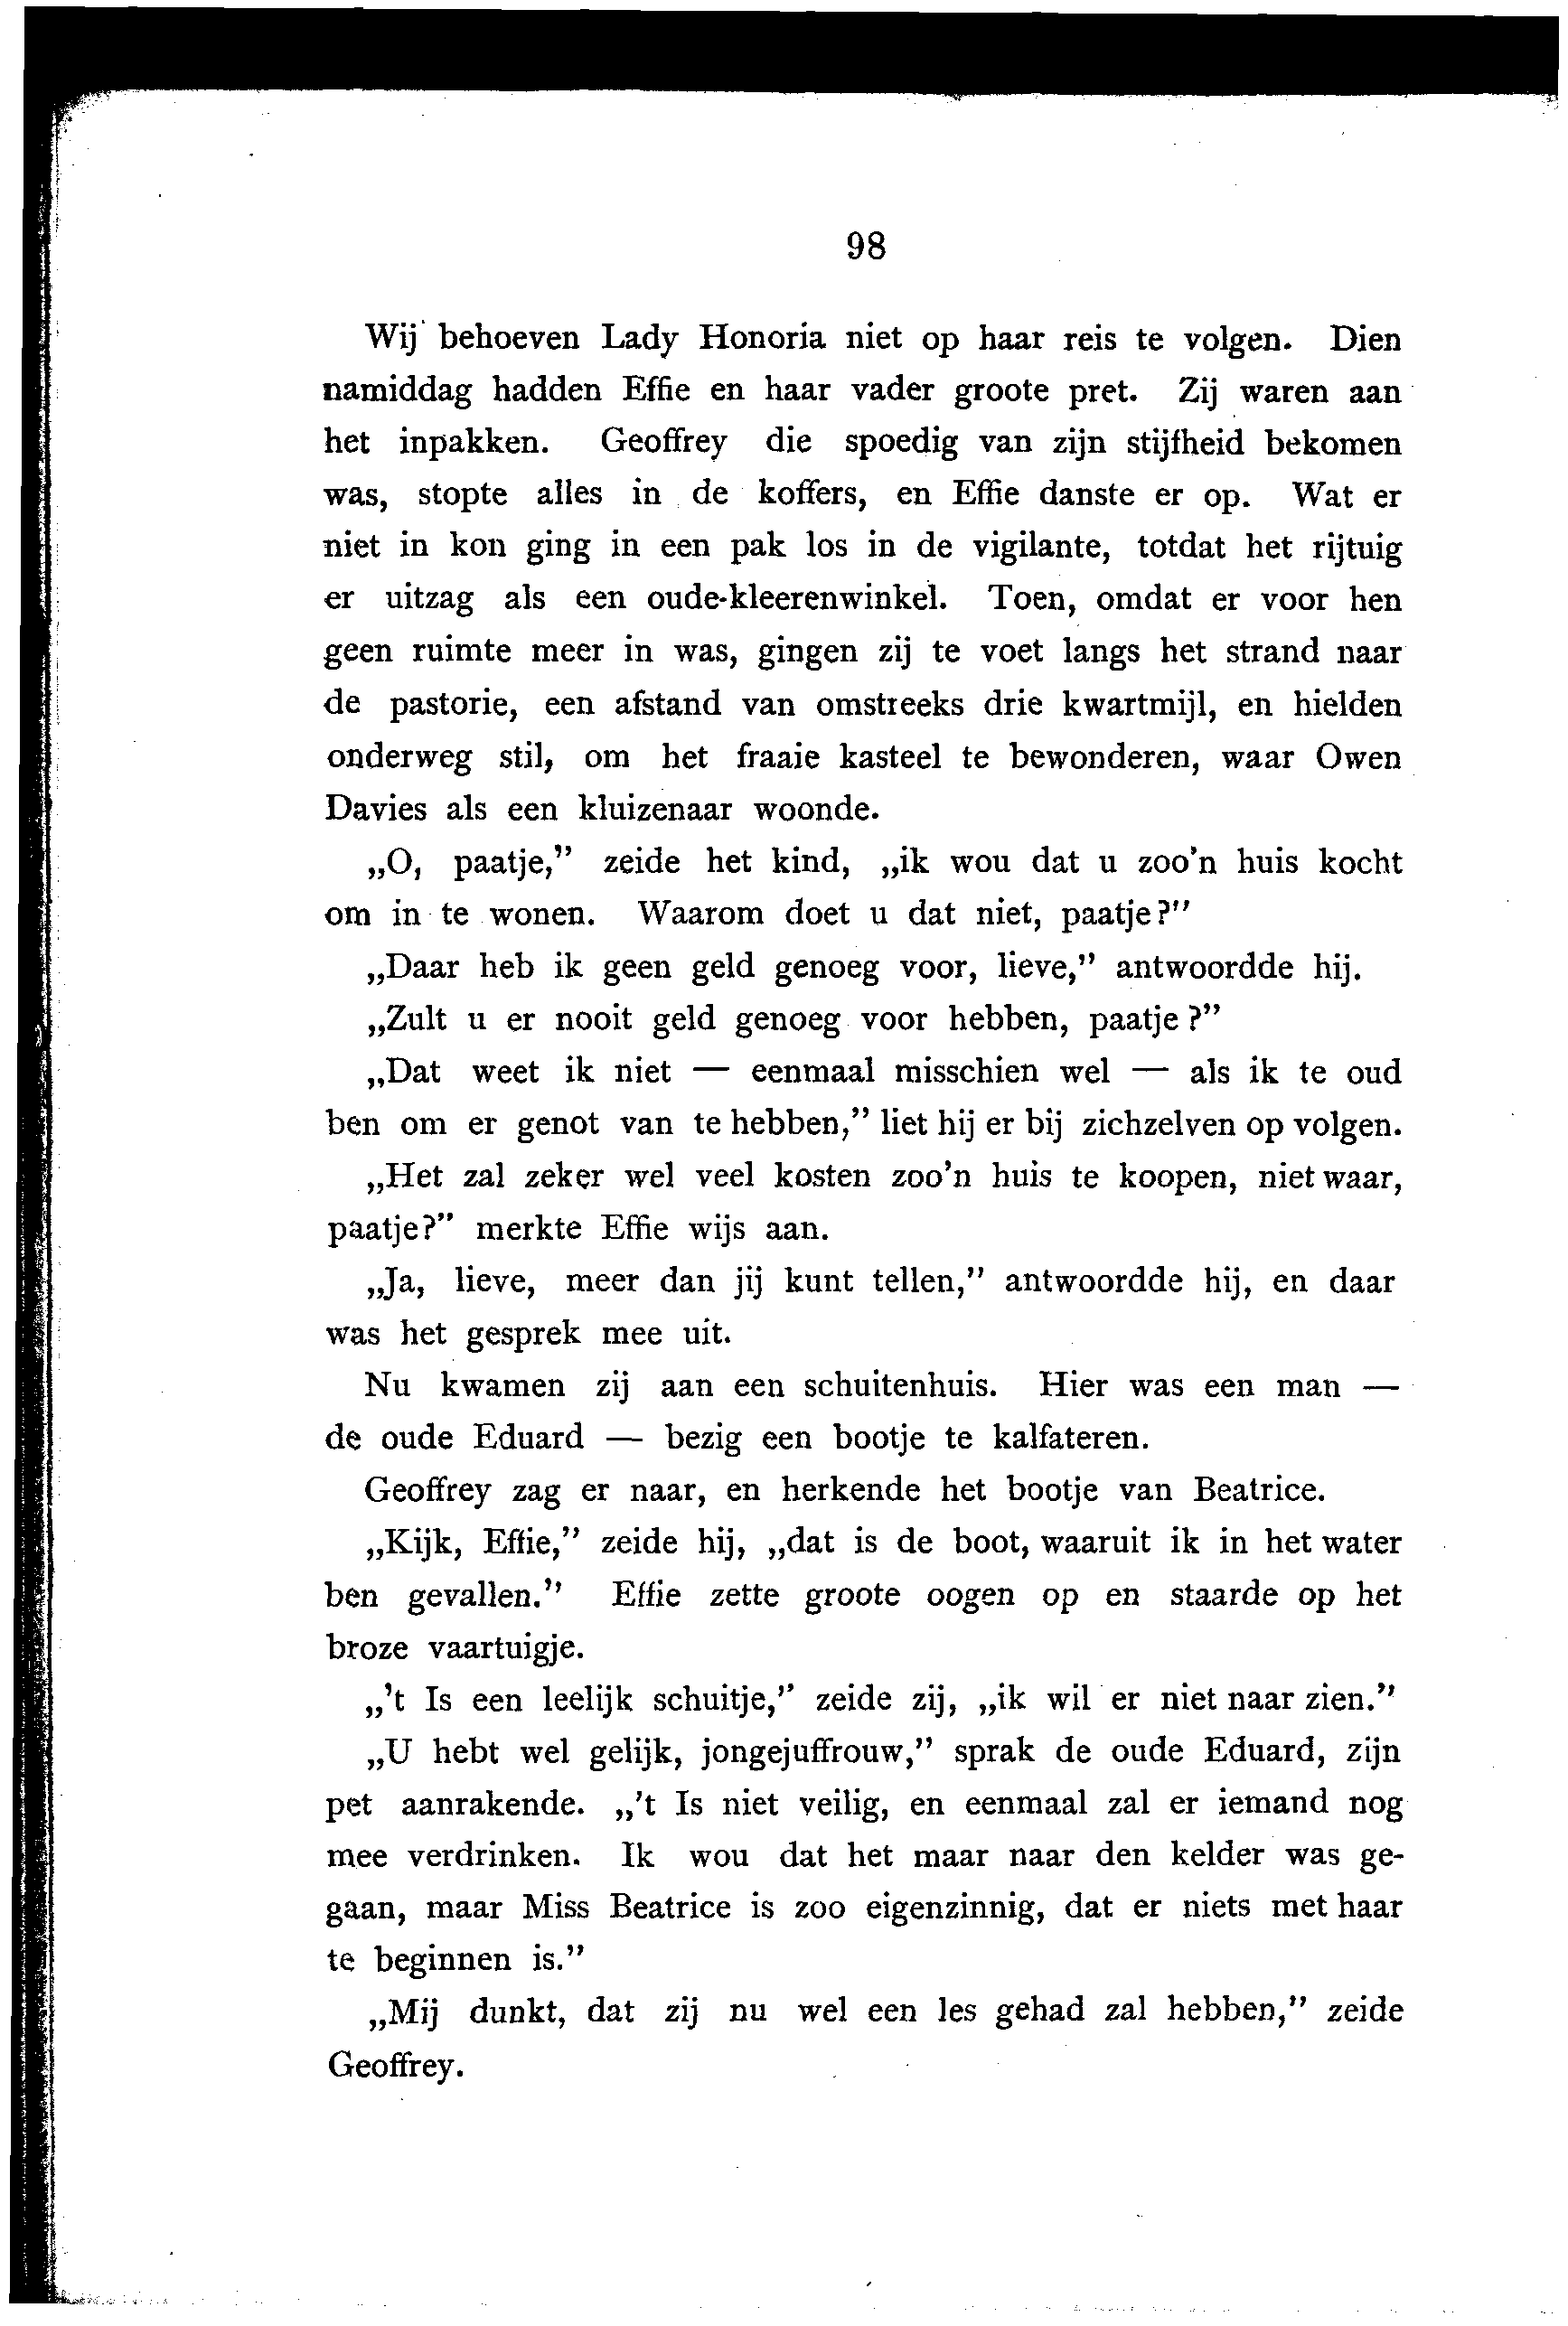 98
Wij behoeven Lady Honoria niet op haar reis te volgen. Dien
namiddag hadden Effie en haar vader groote pret. Zij waren aan
het inpakken. Geoffrey die spoedig van zijn stijfheid bekomen
was, stopte alles in de koffers, en Effie danste er op. Wat er
niet in kon ging in een pak los in de vigilante, totdat het rijtuig
er uitzag als een oude-kleerenwinkel. Toen, omdat er voor hen
geen ruimte meer in was, gingen zij te voet langs het strand naar
de pastorie, een afstand van omstreeks drie kwartmijl, en hielden
onderweg stil, om het fraaie kasteel te bewonderen, waar Owen
Davies als een kluizenaar woonde.
„O, paatje,” zeide het kind, „ik wou dat u zoo’n huis kocht
om in te wonen. Waarom doet u dat niet, paatje?”
„Daar heb ik geen geld genoeg voor, lieve,” antwoordde hij.
„Zult u er nooit geld genoeg voor hebben, paatje?”
„Dat weet ik niet — eenmaal misschien wel — als ik te oud
ben om er genot van te hebben,” liet hij er bij zichzelven op volgen.
„Het zal zeker wel veel kosten zoo’n huis te koopen, niet waar,
paatje?” merkte Effie wijs aan.
„Ja, lieve, meer dan jij kunt tellen,” antwoordde hij, en daar
was het gesprek mee uit.
Nu kwamen zij aan een schuitenhuis. Hier was een man —
de oude Eduard — bezig een bootje te kalfateren.
Geoffrey zag er naar, en herkende het bootje van Beatrice.
„Kijk, Effie,” zeide hij, „dat is de boot, waaruit ik in het water
ben gevallen.” Effie zette groote oogen op en staarde op het
broze vaartuigje.
„’t Is een leelijk schuitje,” zeide zij, „ik wil er niet naar zien.”
„U hebt wel gelijk, jongejuffrouw,” sprak de oude Eduard, zijn
pet aanrakende. „’t Is niet veilig, en eenmaal zal er iemand nog
mee verdrinken. Ik wou dat het maar naar den kelder was ge-
gaan, maar Miss Beatrice is zoo eigenzinnig, dat er niets met haar
te beginnen is.”
„Mij dunkt, dat zij nu wel een les gehad zal hebben,” zeide
Geoffrey.